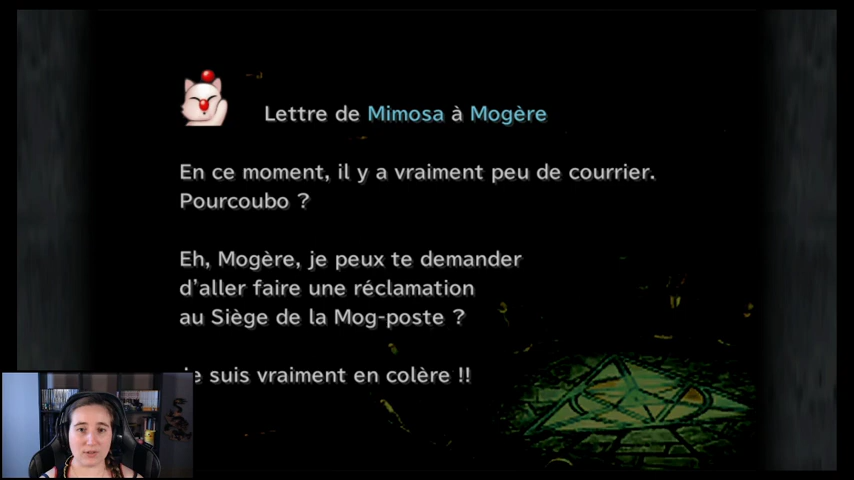 Lettre de Mimosa à Mogère
En ce moment, il y a vraiment peu de courrier.
Pourcoubo ?
Eh, Mogère, je peux te demander
d'aller faire une réclamation
au Siège de la Mog-poste ?
Je suis vraiment en colère !!